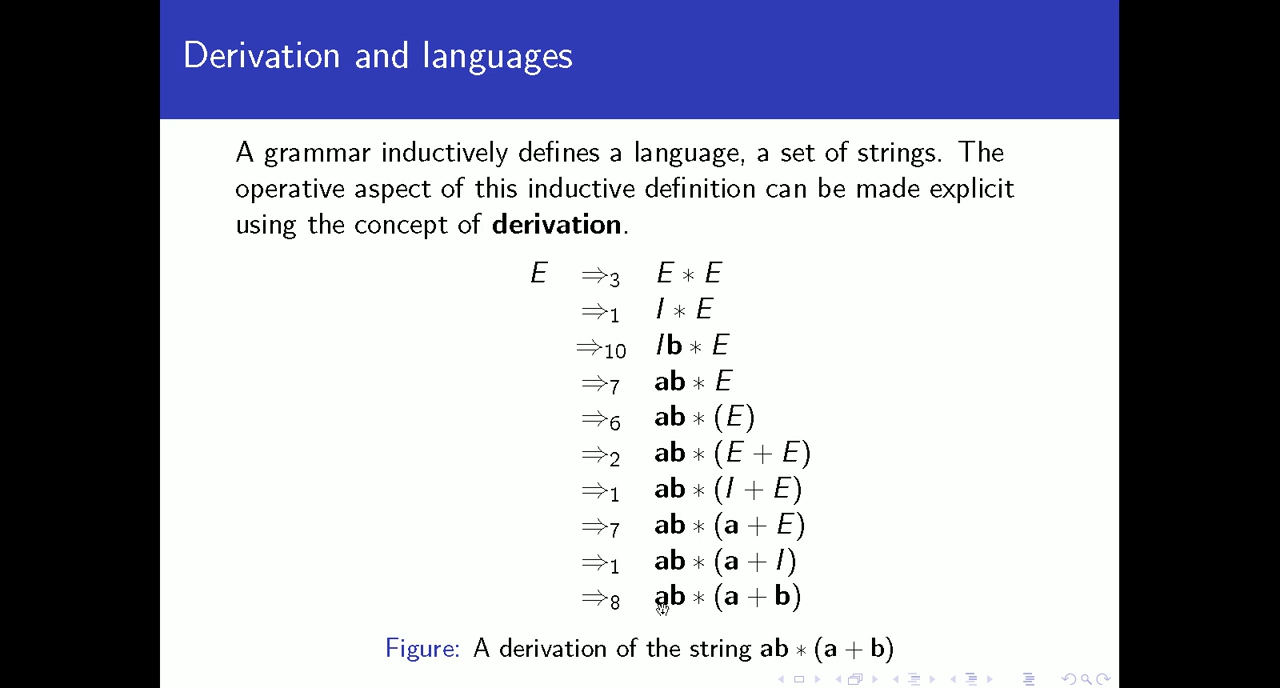 Derivation and languages
A grammar inductively defines a language, a set of strings. The
operative aspect of this inductive definition can be made explicit
using the concept of derivation.
E ⇒₃ E ∗ E
⇒₁ I ∗ E
⇒₁₀ Ib ∗ E
⇒₇ ab ∗ E
⇒₆ ab ∗ (E)
⇒₂ ab ∗ (E + E)
⇒₁ ab ∗ (I + E)
⇒₇ ab ∗ (a + E)
⇒₁ ab ∗ (a + I)
⇒₈ ab ∗ (a + b)
Figure: A derivation of the string ab ∗ (a + b)